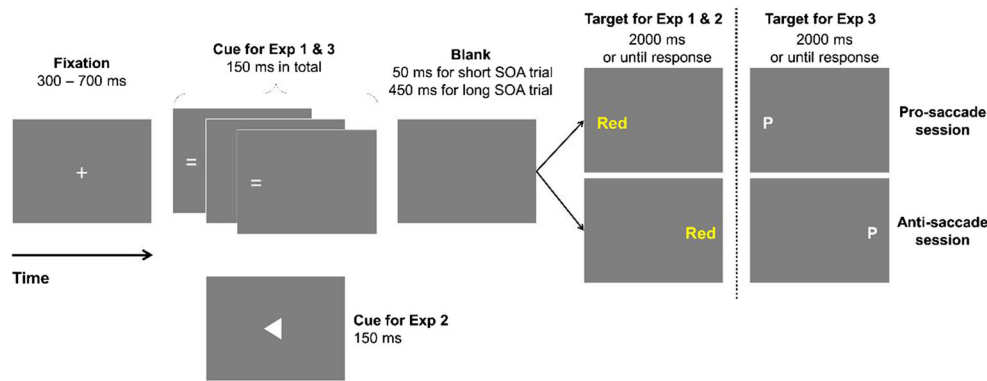 Fixation
300 – 700 ms
+
Cue for Exp 1 & 3
150 ms in total
=
=
Blank
50 ms for short SOA trial
450 ms for long SOA trial
Target for Exp 1 & 2
2000 ms
or until response
Target for Exp 3
2000 ms
or until response
Red
P
Pro-saccade
session
Red
P
Anti-saccade
session
Time
Cue for Exp 2
150 ms